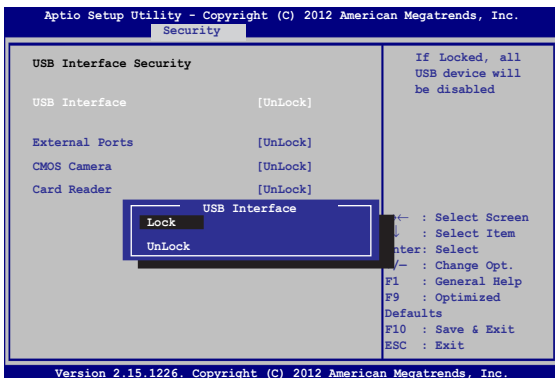 Aptio Setup Utility - Copyright (C) 2012 American Megatrends, Inc.
Security
USB Interface Security
USB Interface [UnLock]
External Ports [UnLock]
CMOS Camera [UnLock]
Card Reader [UnLock]
USB Interface
Lock
UnLock
If Locked, all
USB device will
be disabled
→← : Select Screen
↓ : Select Item
nter: Select
/— : Change Opt.
F1 : General Help
F9 : Optimized
Defaults
F10 : Save & Exit
ESC : Exit
Version 2.15.1226. Copyright (C) 2012 American Megatrends, Inc.